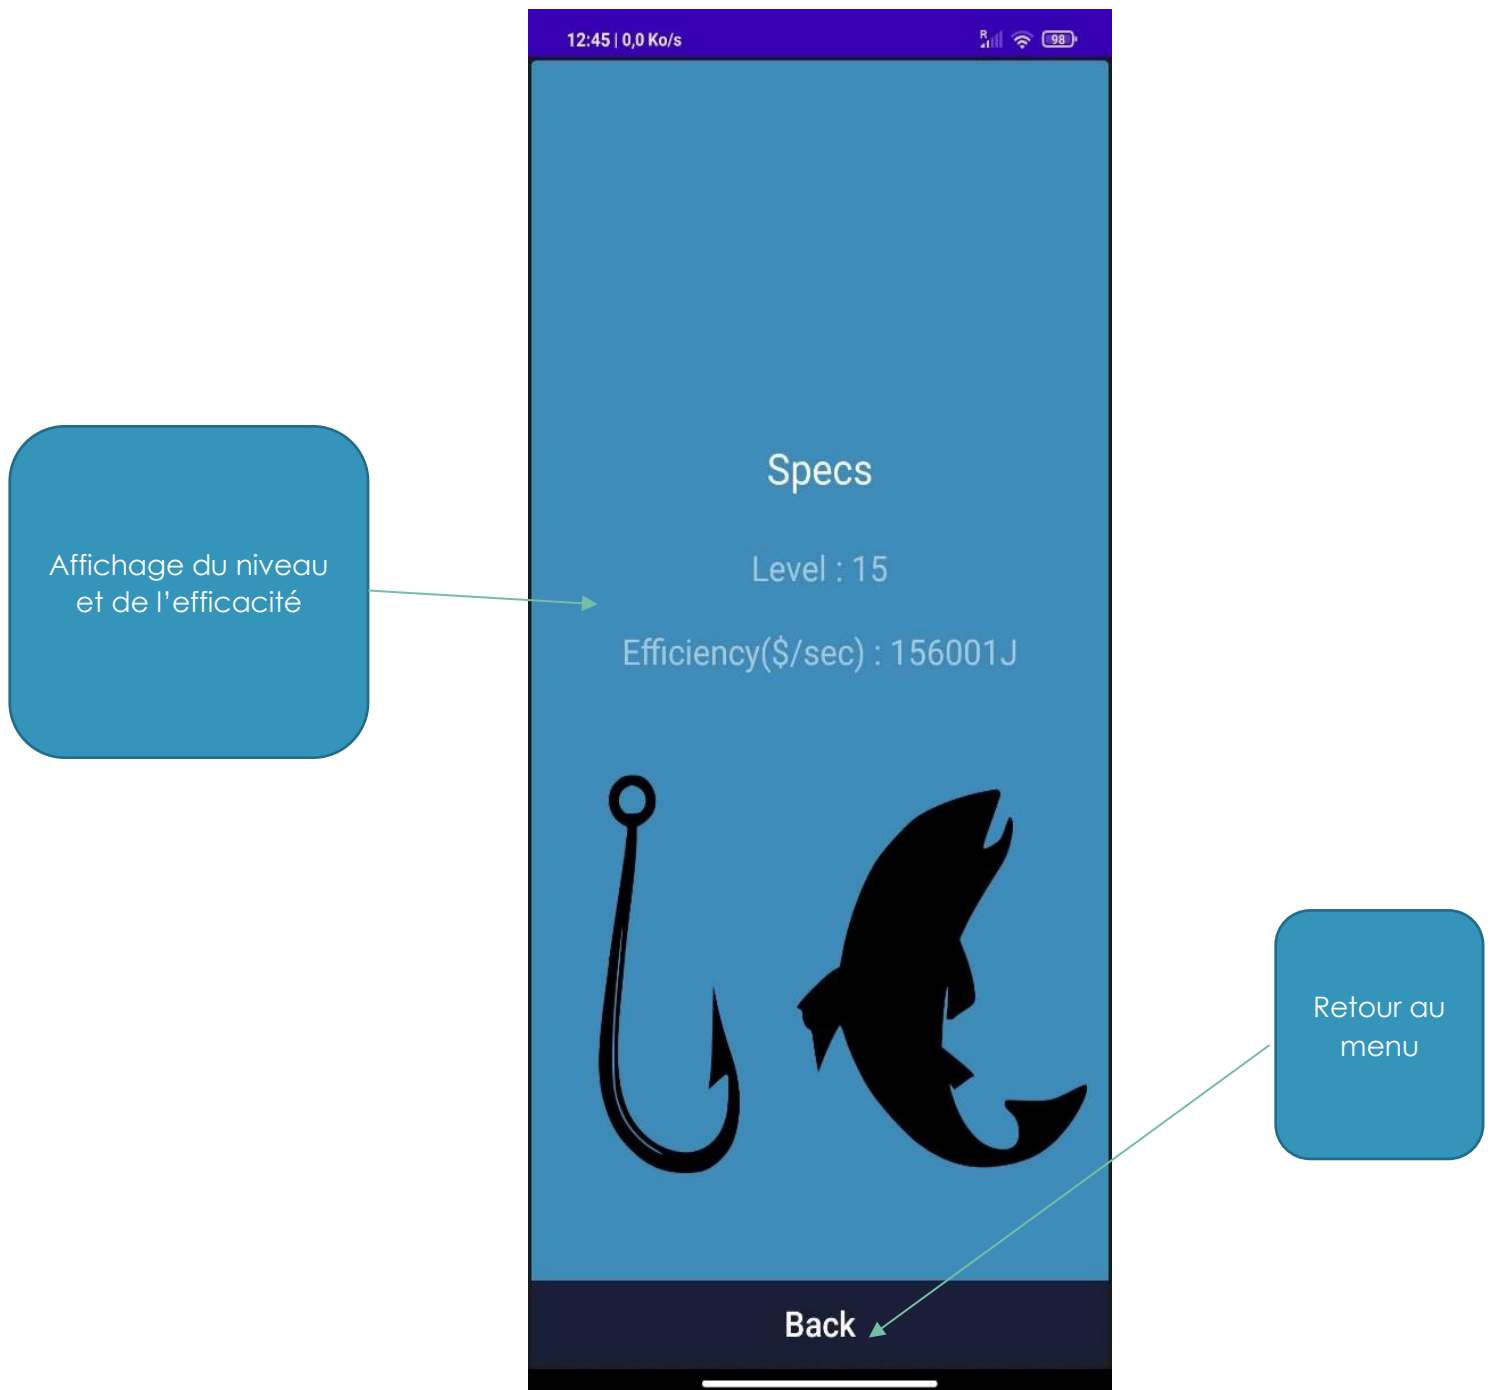 12:45 | 0,0 Ko/s
R
98
Specs
Affichage du niveau
et de l’efficacité
Level : 15
Efficiency($/sec) : 156001J
Retour au
menu
Back